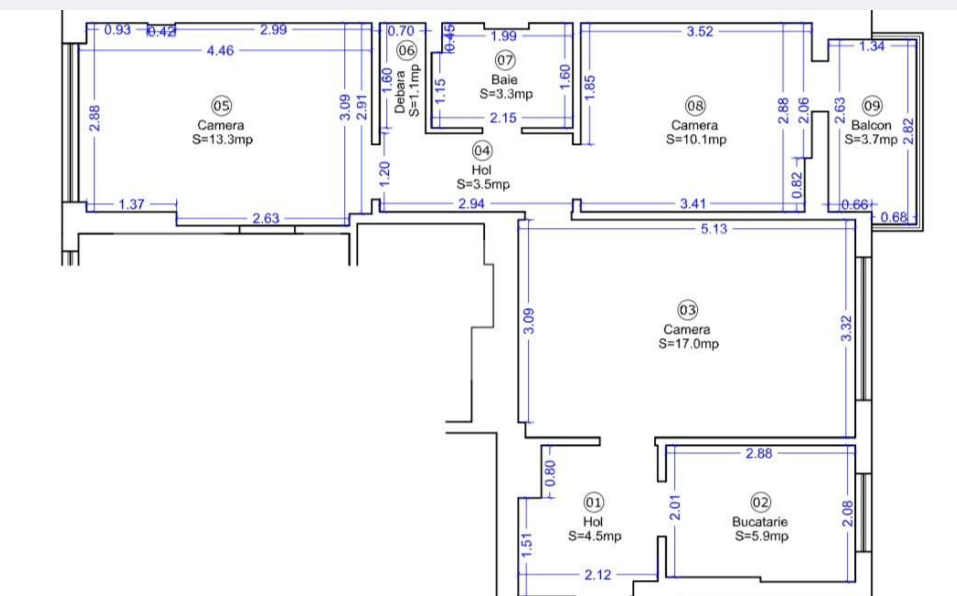 0.93 0.42 2.99
4.46
2.88
3.09
2.91
05
Camera
S=13.3mp
1.37
2.63
0.70
06
Debara
S=1.1mp
1.60
0.45
1.99
07
Baie
S=3.3mp
1.15
1.60
2.15
04
Hol
S=3.5mp
1.20
2.94
3.52
1.85
08
Camera
S=10.1mp
2.88
2.06
0.82
3.41
1.34
2.63
09
Balcon
S=3.7mp
2.82
0.66
0.68
5.13
3.09
03
Camera
S=17.0mp
3.32
0.80
01
Hol
S=4.5mp
1.51
2.12
2.88
2.01
02
Bucatarie
S=5.9mp
2.08